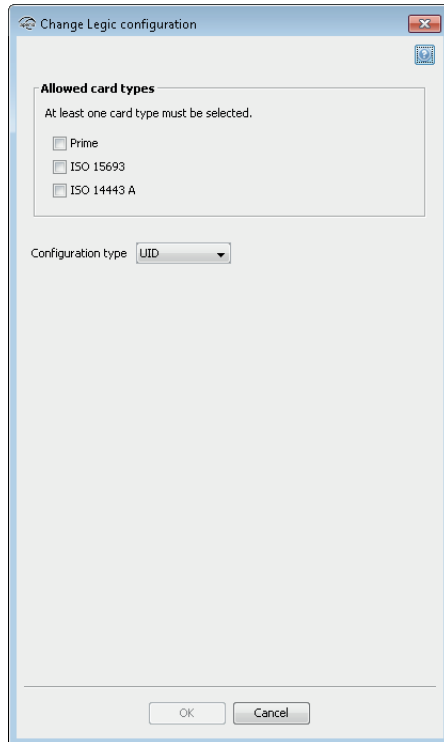 Change Legic configuration
Allowed card types
At least one card type must be selected.
Prime
ISO 15693
ISO 14443 A
Configuration type UID
OK Cancel